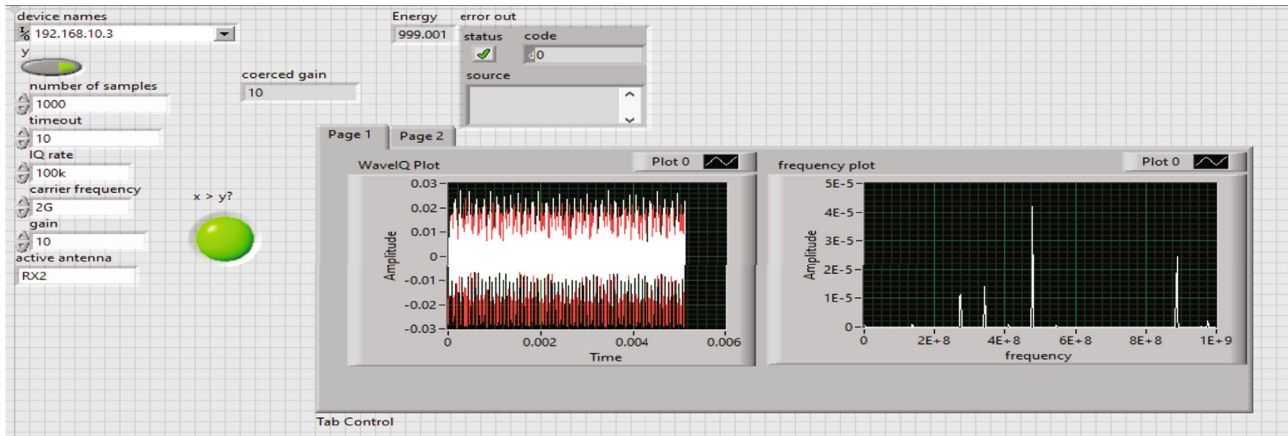 device names
192.168.10.3
y
number of samples
1000
timeout
10
IQ rate
100k
carrier frequency
2G
gain
10
active antenna
RX2
coerced gain
10
x > y?
Energy
999.001
error out
status
code
d0
source
Page 1
Page 2
WaveIQ Plot
Plot 0
Amplitude
0.03
0.02
0.01
0
-0.01
-0.02
-0.03
0
0.002
0.004
0.006
Time
frequency plot
Plot 0
Amplitude
5E-5
4E-5
3E-5
2E-5
1E-5
0
0
2E+8
4E+8
6E+8
8E+8
1E+9
frequency
Tab Control